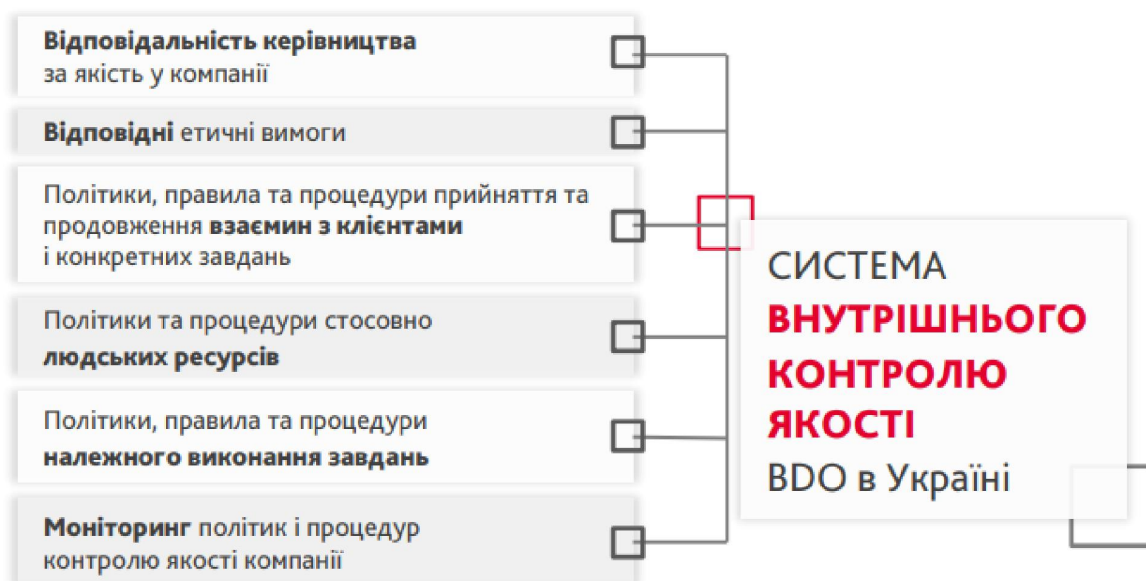 Відповідальність керівництва
за якість у компанії
Відповідні етичні вимоги
Політики, правила та процедури прийняття та
продовження взаємин з клієнтами
і конкретних завдань
Політики та процедури стосовно
людських ресурсів
Політики, правила та процедури
належного виконання завдань
Моніторинг політик і процедур
контролю якості компанії
СИСТЕМА
ВНУТРІШНЬОГО
КОНТРОЛЮ
ЯКОСТІ
BDO в Україні